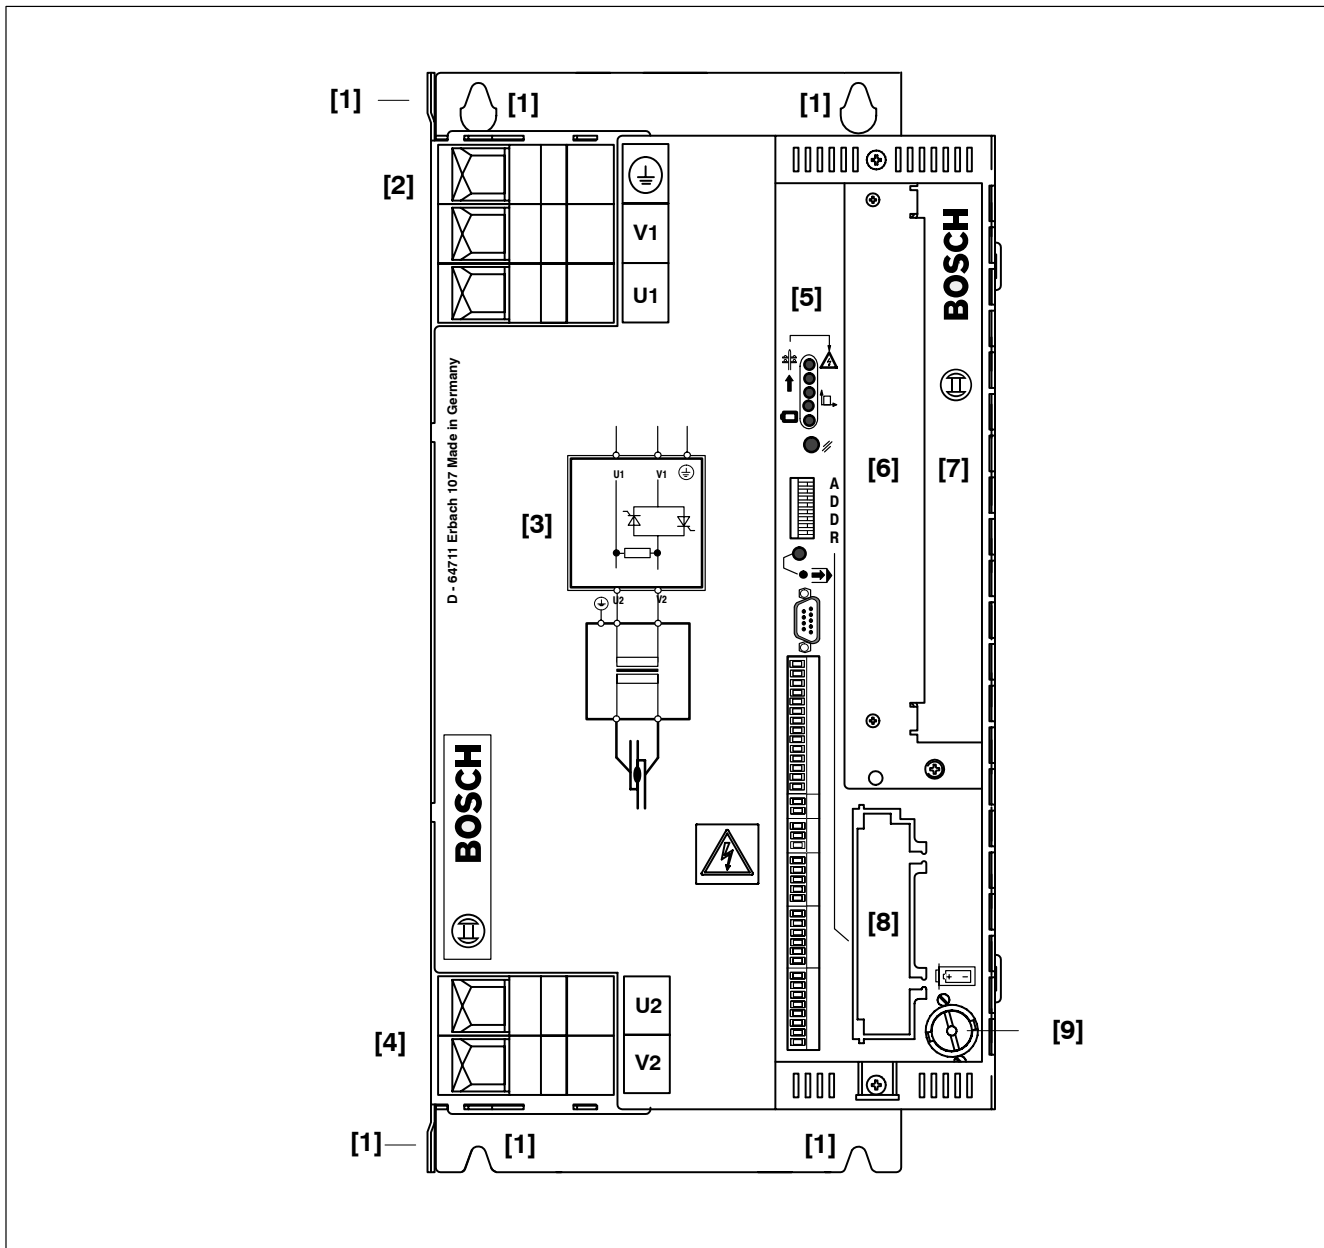 [1]
[1]
[1]
[2]
V1
U1
BOSCH
[5]
D - 64711 Erbach 107 Made in Germany
U1
V1
[3]
[6]
[7]
A
D
D
R
U2
V2
BOSCH
[8]
+ -
U2
[4]
V2
[9]
[1]
[1]
[1]